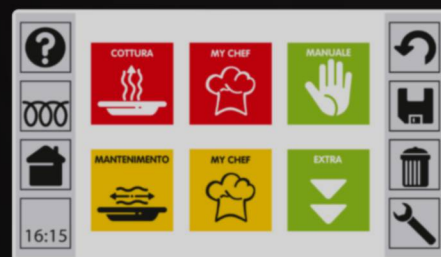 COTTURA
MY CHEF
MANUALE
MANTENIMENTO
MY CHEF
EXTRA
16:15